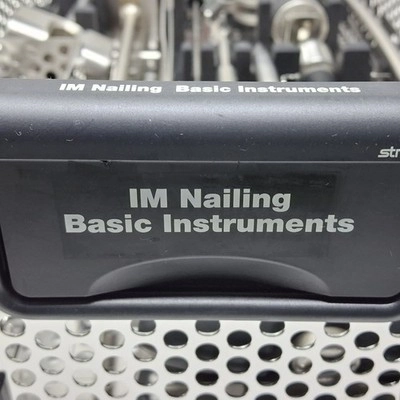 IM Nailing Basic Instruments
IM Nailing
Basic Instruments